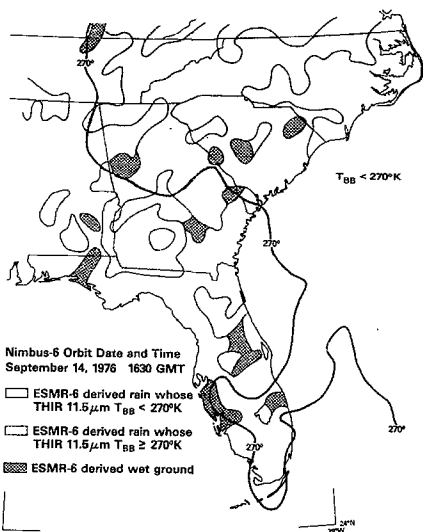 270°
T_BB < 270°K
270°
Nimbus-6 Orbit Date and Time
September 14, 1976 1630 GMT
ESMR-6 derived rain whose
THIR 11.5μm T_BB < 270°K
ESMR-6 derived rain whose
THIR 11.5μm T_BB ≥ 270°K
ESMR-6 derived wet ground
270°
270°
24°N